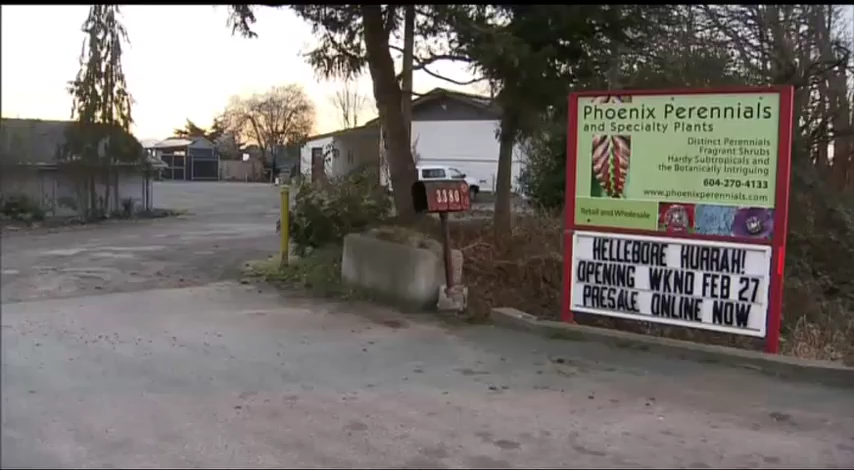 3380
Phoenix Perennials
and Specialty Plants
Distinct Perennials
Fragrant Shrubs
Hardy Subtropicals and
the Botanically Intriguing
604-270-4133
www.phoenixperennials.com
Retail and Wholesale
HELLEBORE HURRAH!
OPENING WKND FEB 27
PRESALE ONLINE NOW